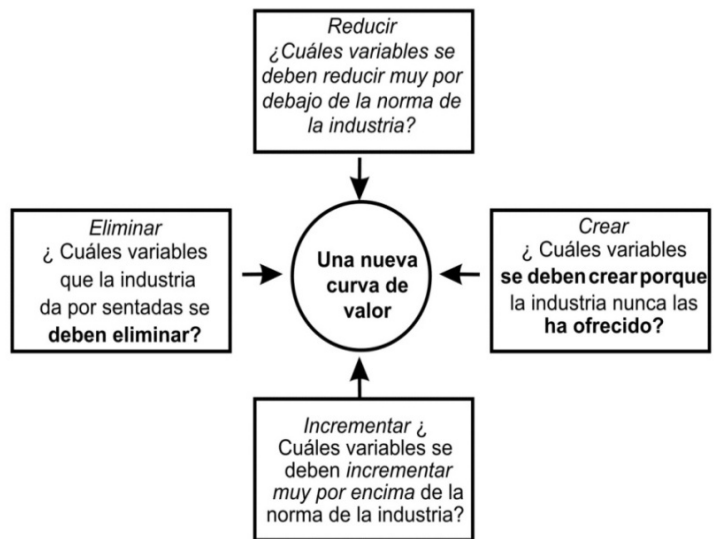 Reducir
¿Cuáles variables se
deben reducir muy por
debajo de la norma de
la industria?
Eliminar
¿ Cuáles variables
que la industria
da por sentadas se
deben eliminar?
Una nueva
curva de
valor
Crear
¿ Cuáles variables
se deben crear porque
la industria nunca las
ha ofrecido?
Incrementar ¿
Cuáles variables se
deben incrementar
muy por encima de la
norma de la industria?